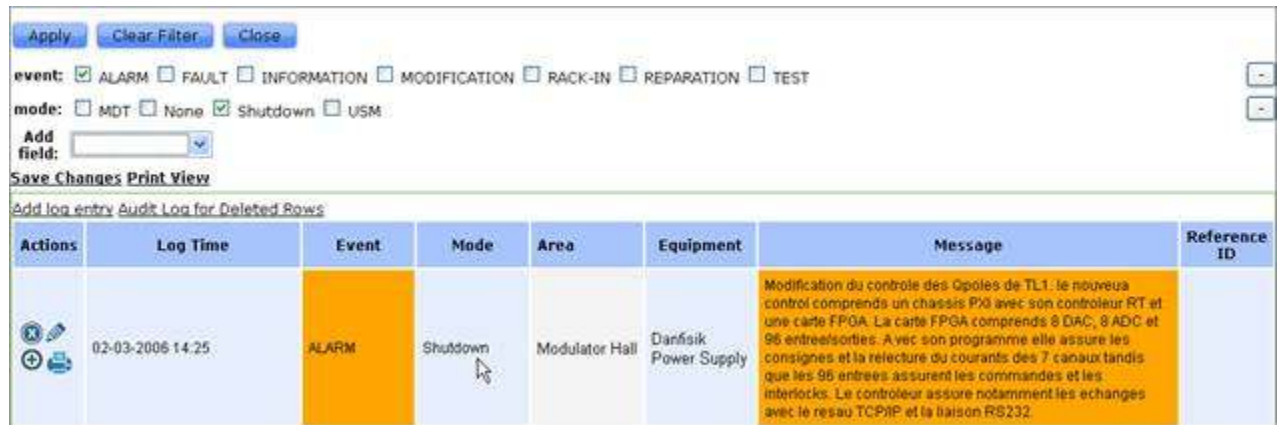 Apply Clear Filter Close
event: ALARM FAULT INFORMATION MODIFICATION RACK-IN REPARATION TEST -
mode: MDT None Shutdown USM -
Add
field:
Save Changes Print View
Add log entry Audit Log for Deleted Rows
Actions Log Time Event Mode Area Equipment Message Reference
ID
02-03-2006 14:25 ALARM Shutdown Modulator Hall Danfisik
Power Supply
Modification du controle des Qpoles de TL1. le nouveua
control comprends un chassis PXI avec son controleur RT et
une carte FPGA. La carte FPGA comprends 8 DAC, 8 ADC et
96 entree/sorties. Avec son programme elle assure les
consignes et la relecture du courants des 7 canaux tandis
que les 96 entrees assurent les commandes et les
interlocks. Le controleur assure notamment les echanges
avec le resau TCP/IP et la liaison RS232.